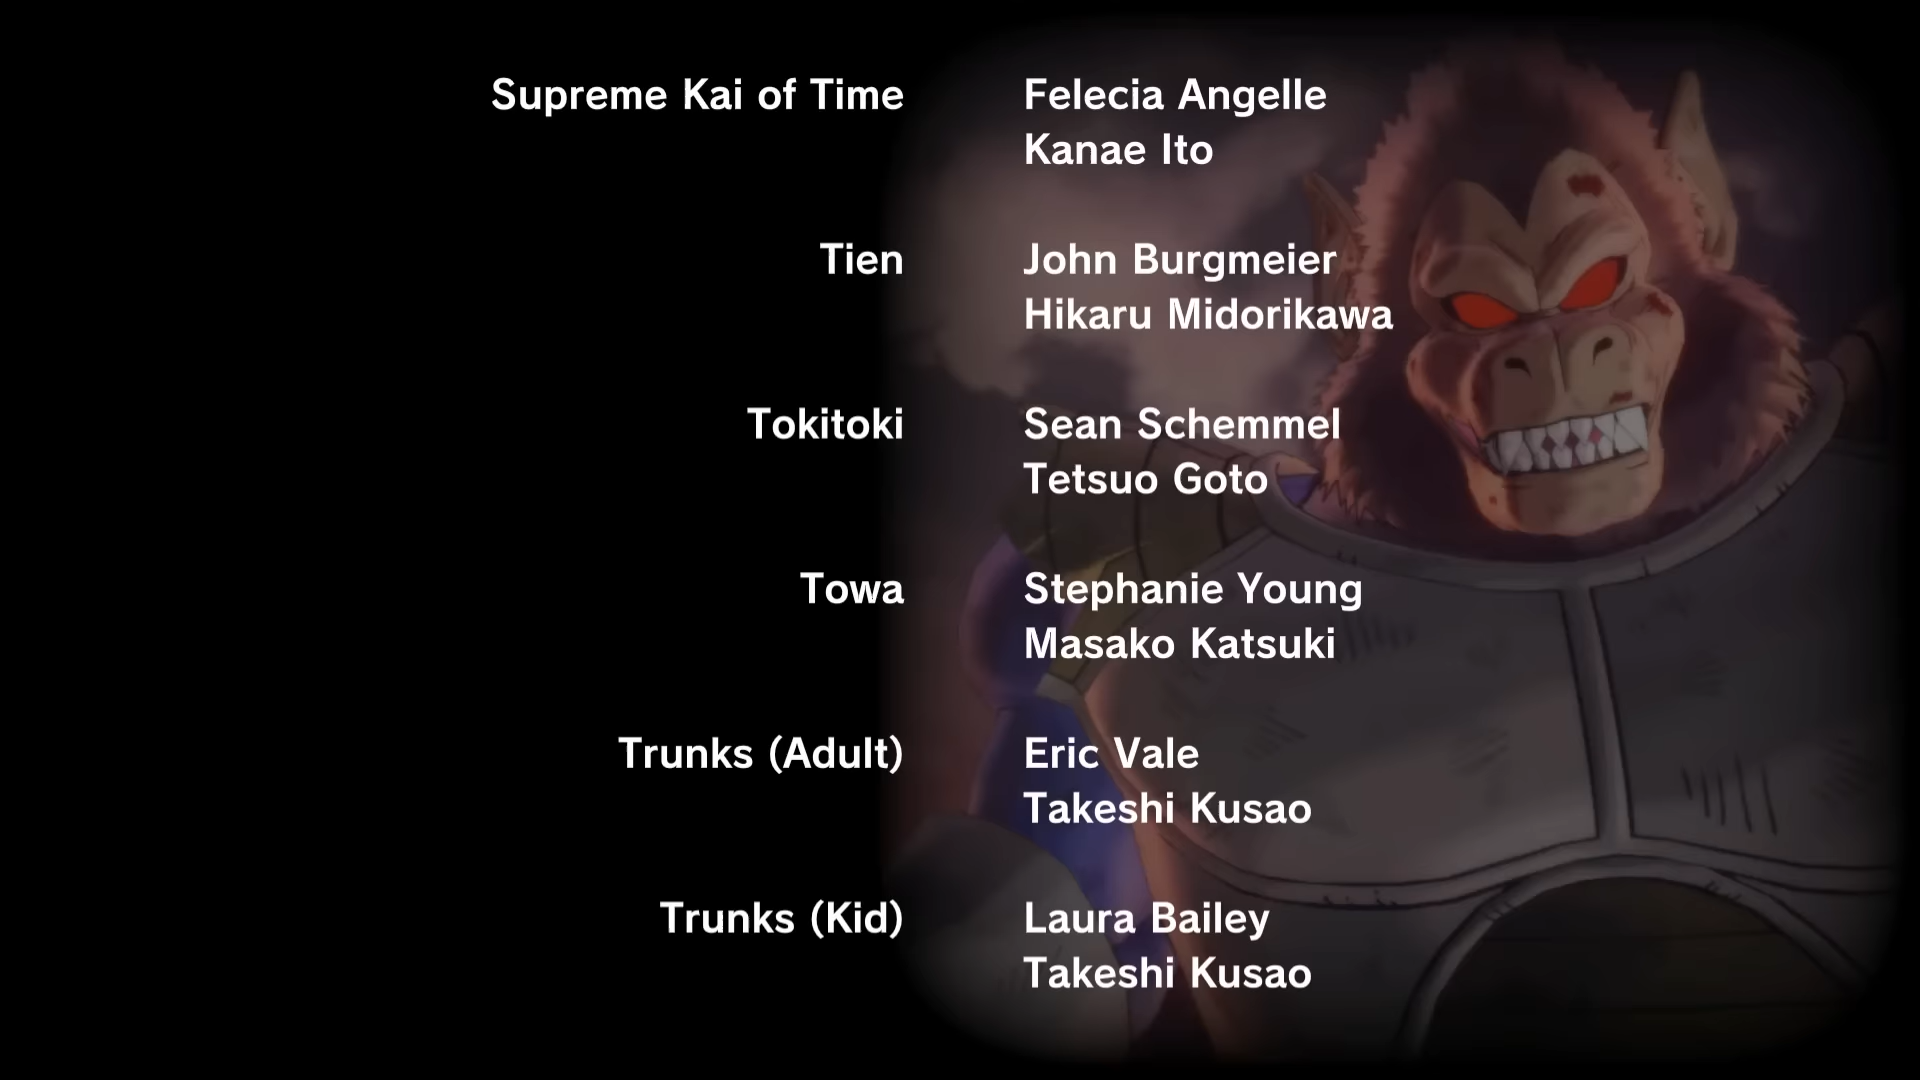 Supreme Kai of Time Felecia Angelle
Kanae Ito
Tien John Burgmeier
Hikaru Midorikawa
Tokitoki Sean Schemmel
Tetsuo Goto
Towa Stephanie Young
Masako Katsuki
Trunks (Adult) Eric Vale
Takeshi Kusao
Trunks (Kid) Laura Bailey
Takeshi Kusao